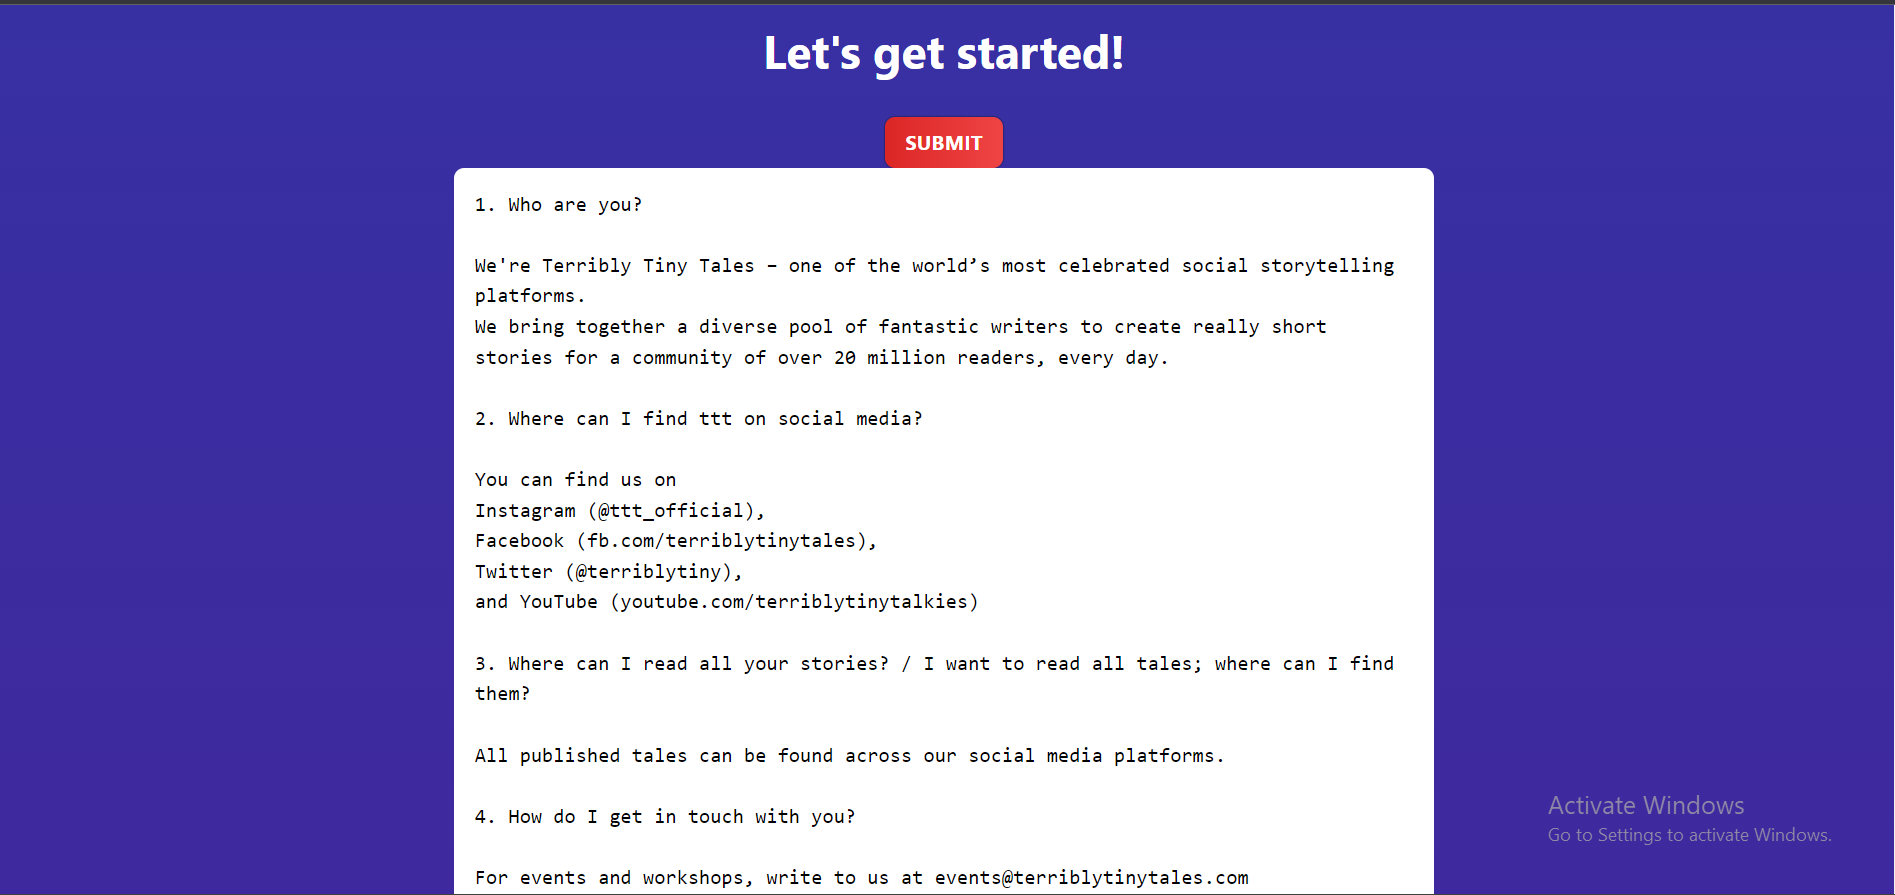 Let's get started!
SUBMIT
1. Who are you?
We're Terribly Tiny Tales – one of the world’s most celebrated social storytelling
platforms.
We bring together a diverse pool of fantastic writers to create really short
stories for a community of over 20 million readers, every day.
2. Where can I find ttt on social media?
You can find us on
Instagram (@ttt_official),
Facebook (fb.com/terriblytinytales),
Twitter (@terriblytiny),
and YouTube (youtube.com/terriblytinytalkies)
3. Where can I read all your stories? / I want to read all tales; where can I find
them?
All published tales can be found across our social media platforms.
4. How do I get in touch with you?
For events and workshops, write to us at events@terriblytinytales.com
Activate Windows
Go to Settings to activate Windows.